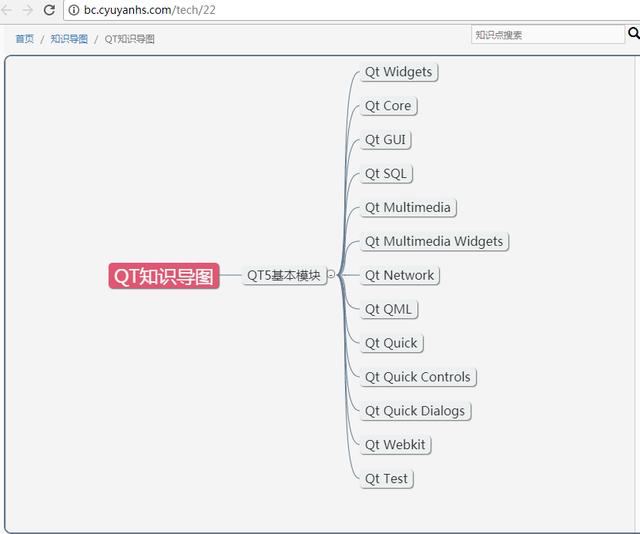 bc.cyuyanhs.com/tech/22
首页 / 知识导图 / QT知识导图
知识点搜索
Qt Widgets
Qt Core
Qt GUI
Qt SQL
Qt Multimedia
Qt Multimedia Widgets
QT知识导图
QT5基本模块
Qt Network
Qt QML
Qt Quick
Qt Quick Controls
Qt Quick Dialogs
Qt Webkit
Qt Test